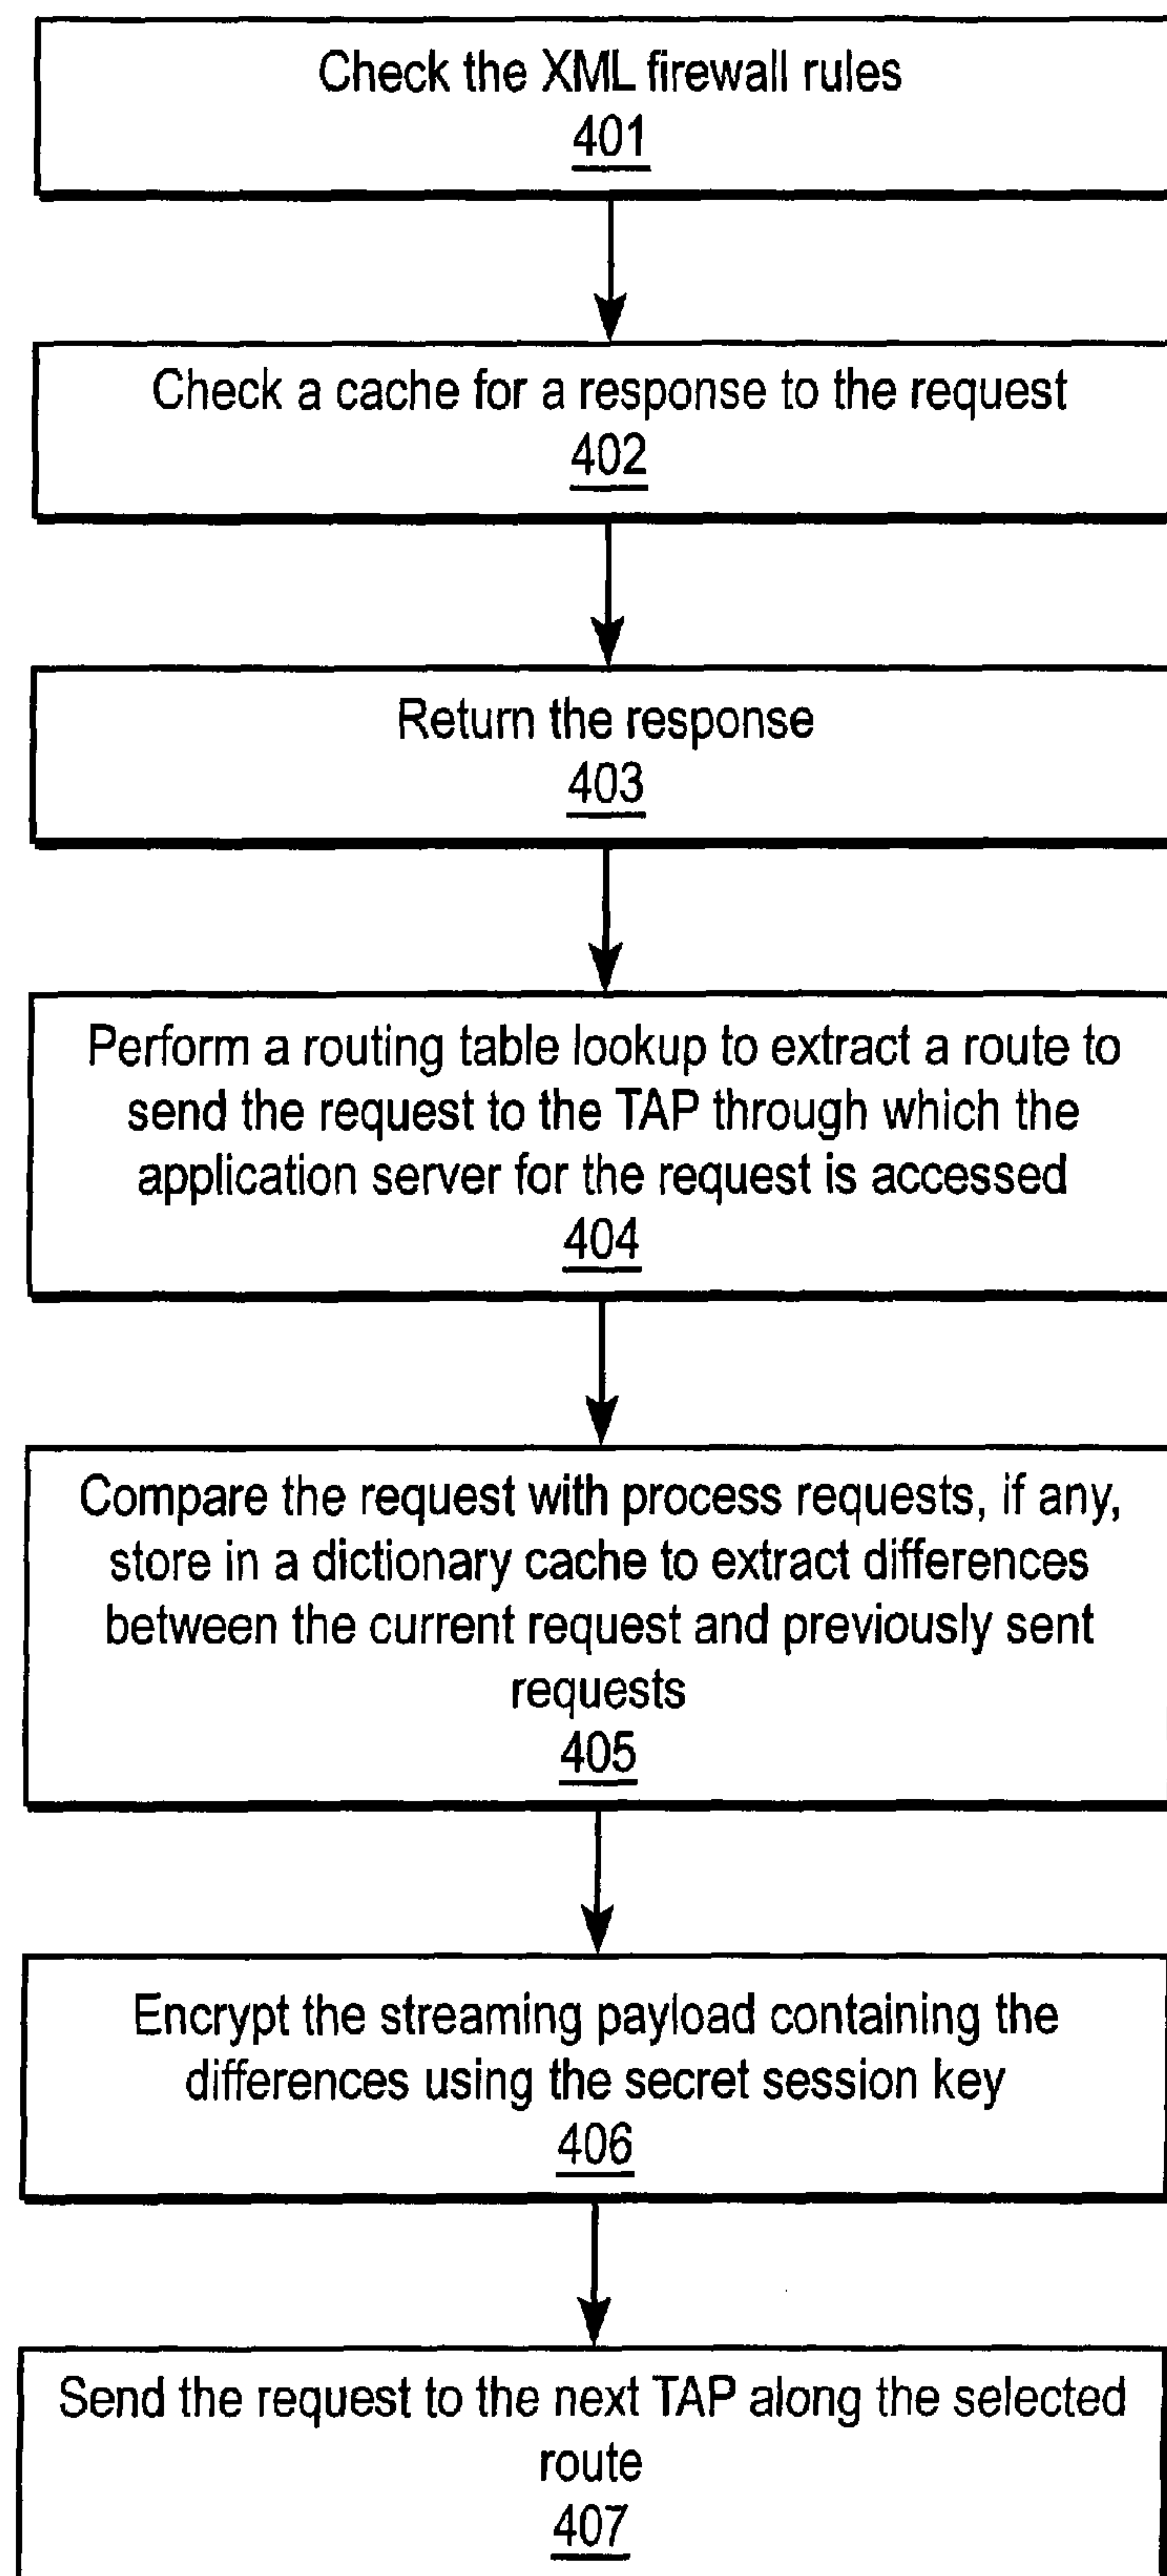 Check the XML firewall rules
401
Check a cache for a response to the request
402
Return the response
403
Perform a routing table lookup to extract a route to
send the request to the TAP through which the
application server for the request is accessed
404
Compare the request with process requests, if any,
store in a dictionary cache to extract differences
between the current request and previously sent
requests
405
Encrypt the streaming payload containing the
differences using the secret session key
406
Send the request to the next TAP along the selected
route
407